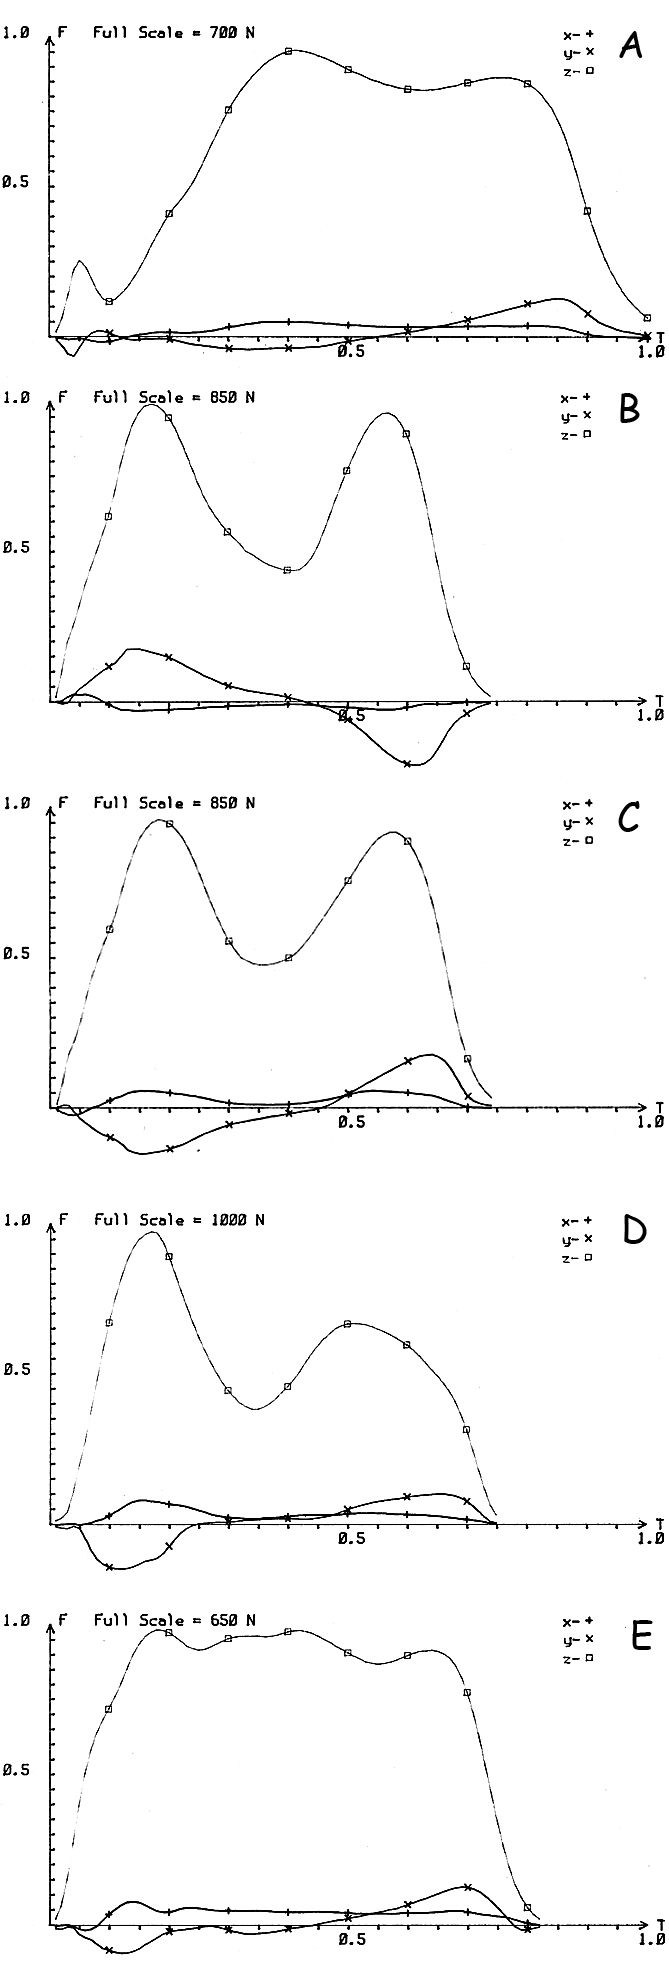 1.0 F Full Scale = 700 N x- + A
y- ×
z- □
0.5
0.5 1.0 T
1.0 F Full Scale = 850 N x- + B
y- ×
z- □
0.5
0.5 1.0 T
1.0 F Full Scale = 850 N x- + C
y- ×
z- □
0.5
0.5 1.0 T
1.0 F Full Scale = 1000 N x- + D
y- ×
z- □
0.5
0.5 1.0 T
1.0 F Full Scale = 650 N x- + E
y- ×
z- □
0.5
0.5 1.0 T